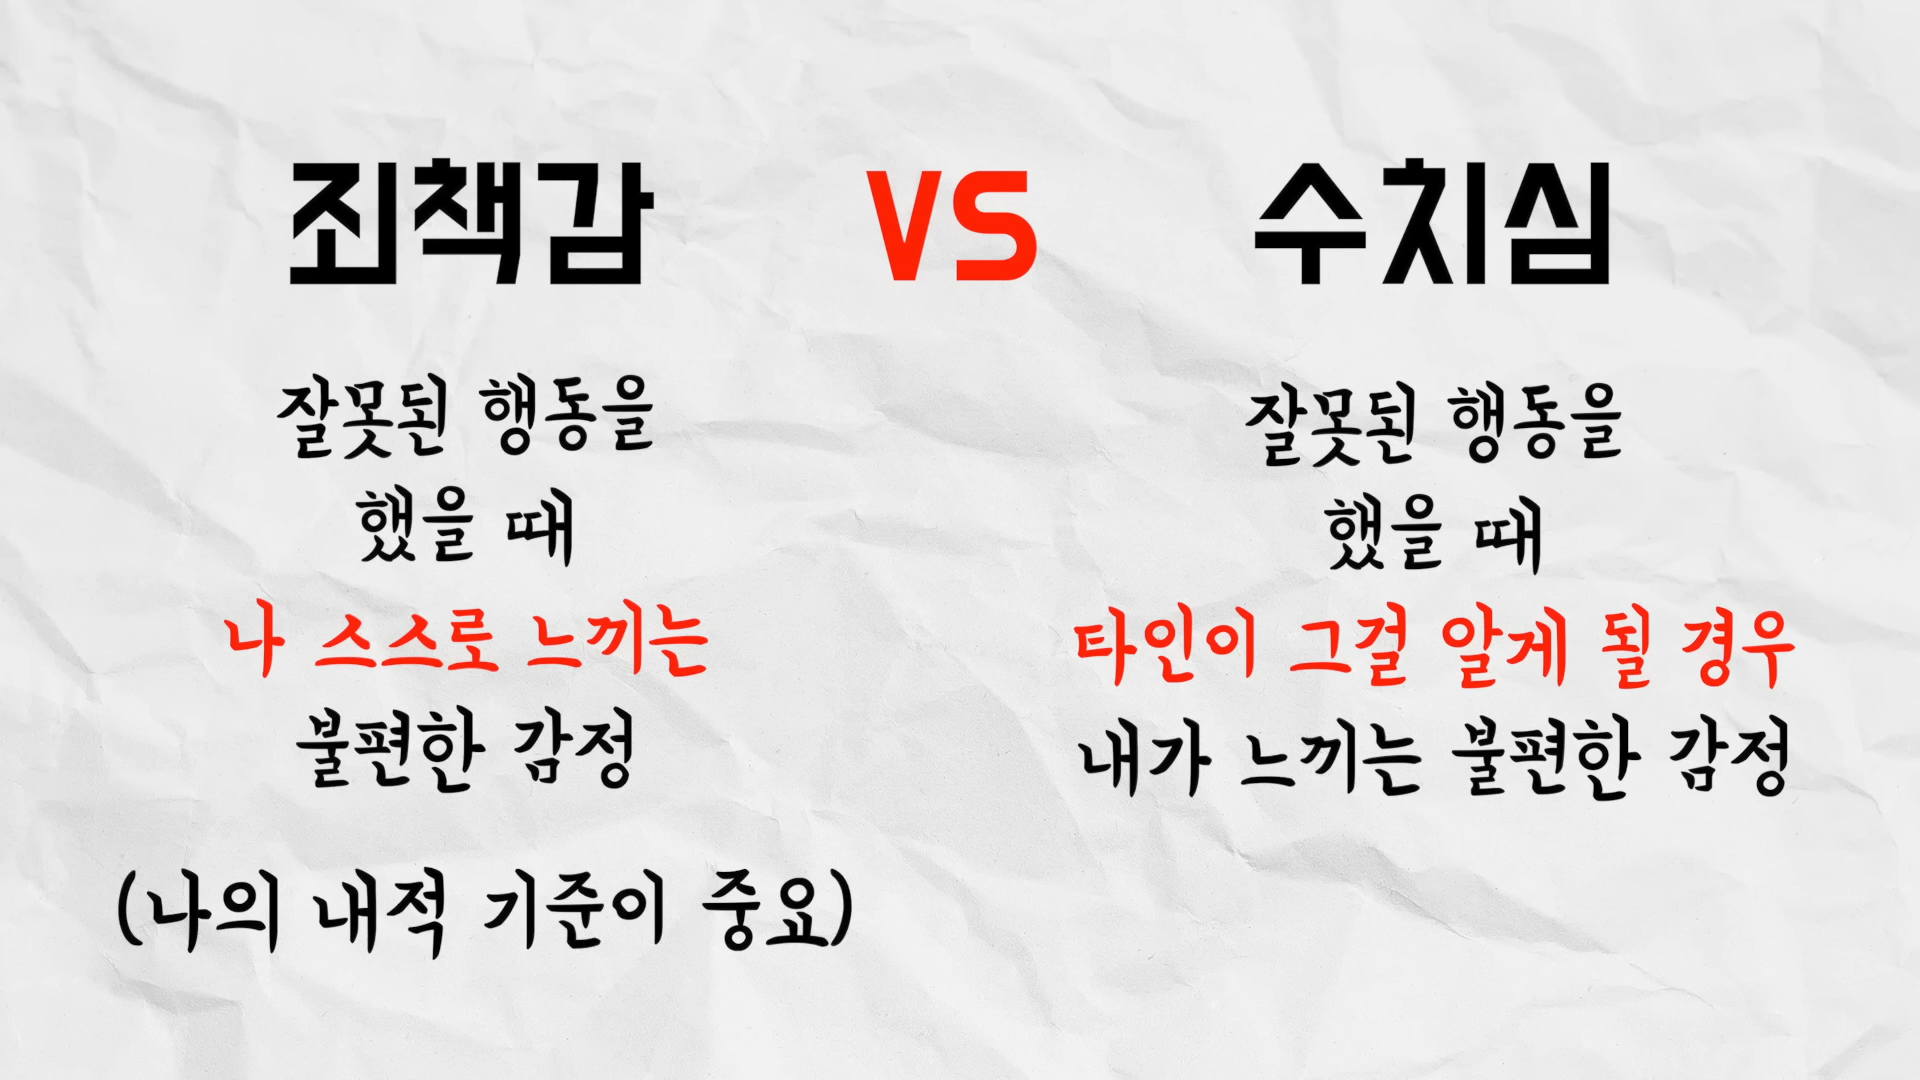 죄책감 VS 수치심
잘못된 행동을
했을 때
나 스스로 느끼는
불편한 감정
(나의 내적 기준이 중요)
잘못된 행동을
했을 때
타인이 그걸 알게 될 경우
내가 느끼는 불편한 감정